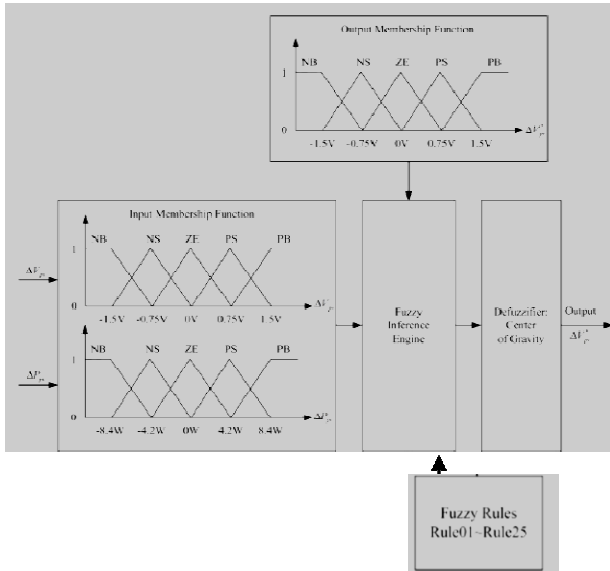 Output Membership Function
NB NS ZE PS PB
1
0
-1.5V -0.75V 0V 0.75V 1.5V
Input Membership Function
NB NS ZE PS PB
1
0
-1.5V -0.75V 0V 0.75V 1.5V
NB NS ZE PS PB
1
0
-8.4W -4.2W 0W 4.2W 8.4W
Fuzzy
Inference
Engine
Defuzzifier:
Center
of Gravity
Output
Fuzzy Rules
Rule01~Rule25